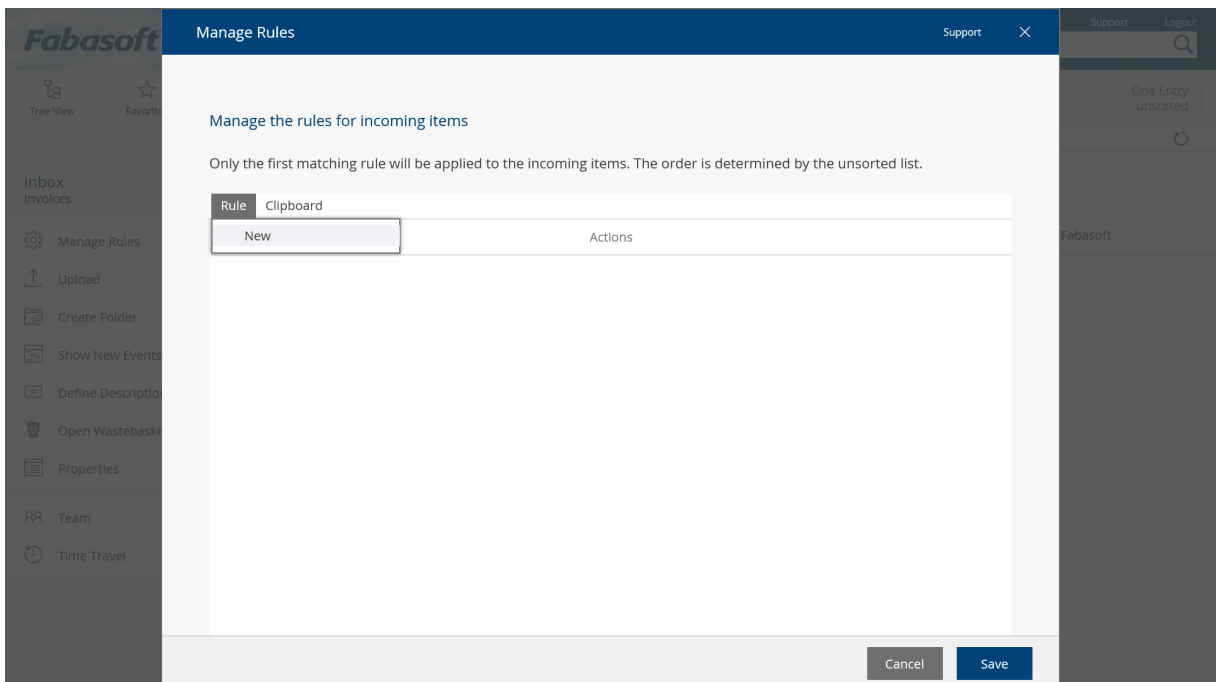 Fabasoft
Manage Rules
Support
Support
Logout
Tree View
Favorite
One Entry
unsorted
Manage the rules for incoming items
Only the first matching rule will be applied to the incoming items. The order is determined by the unsorted list.
Inbox
Invoices
Rule
Clipboard
New
Actions
Fabasoft
Manage Rules
Upload
Create Folder
Show New Events
Define Descriptio
Open Wastebaske
Properties
Team
Time Travel
Cancel
Save